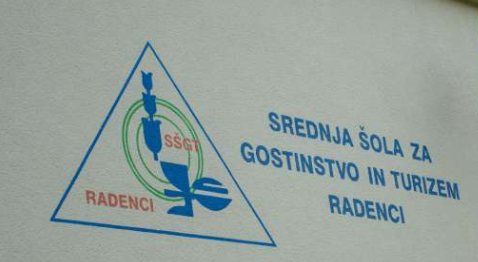 SŠGT
RADENCI
SREDNJA ŠOLA ZA
GOSTINSTVO IN TURIZEM
RADENCI